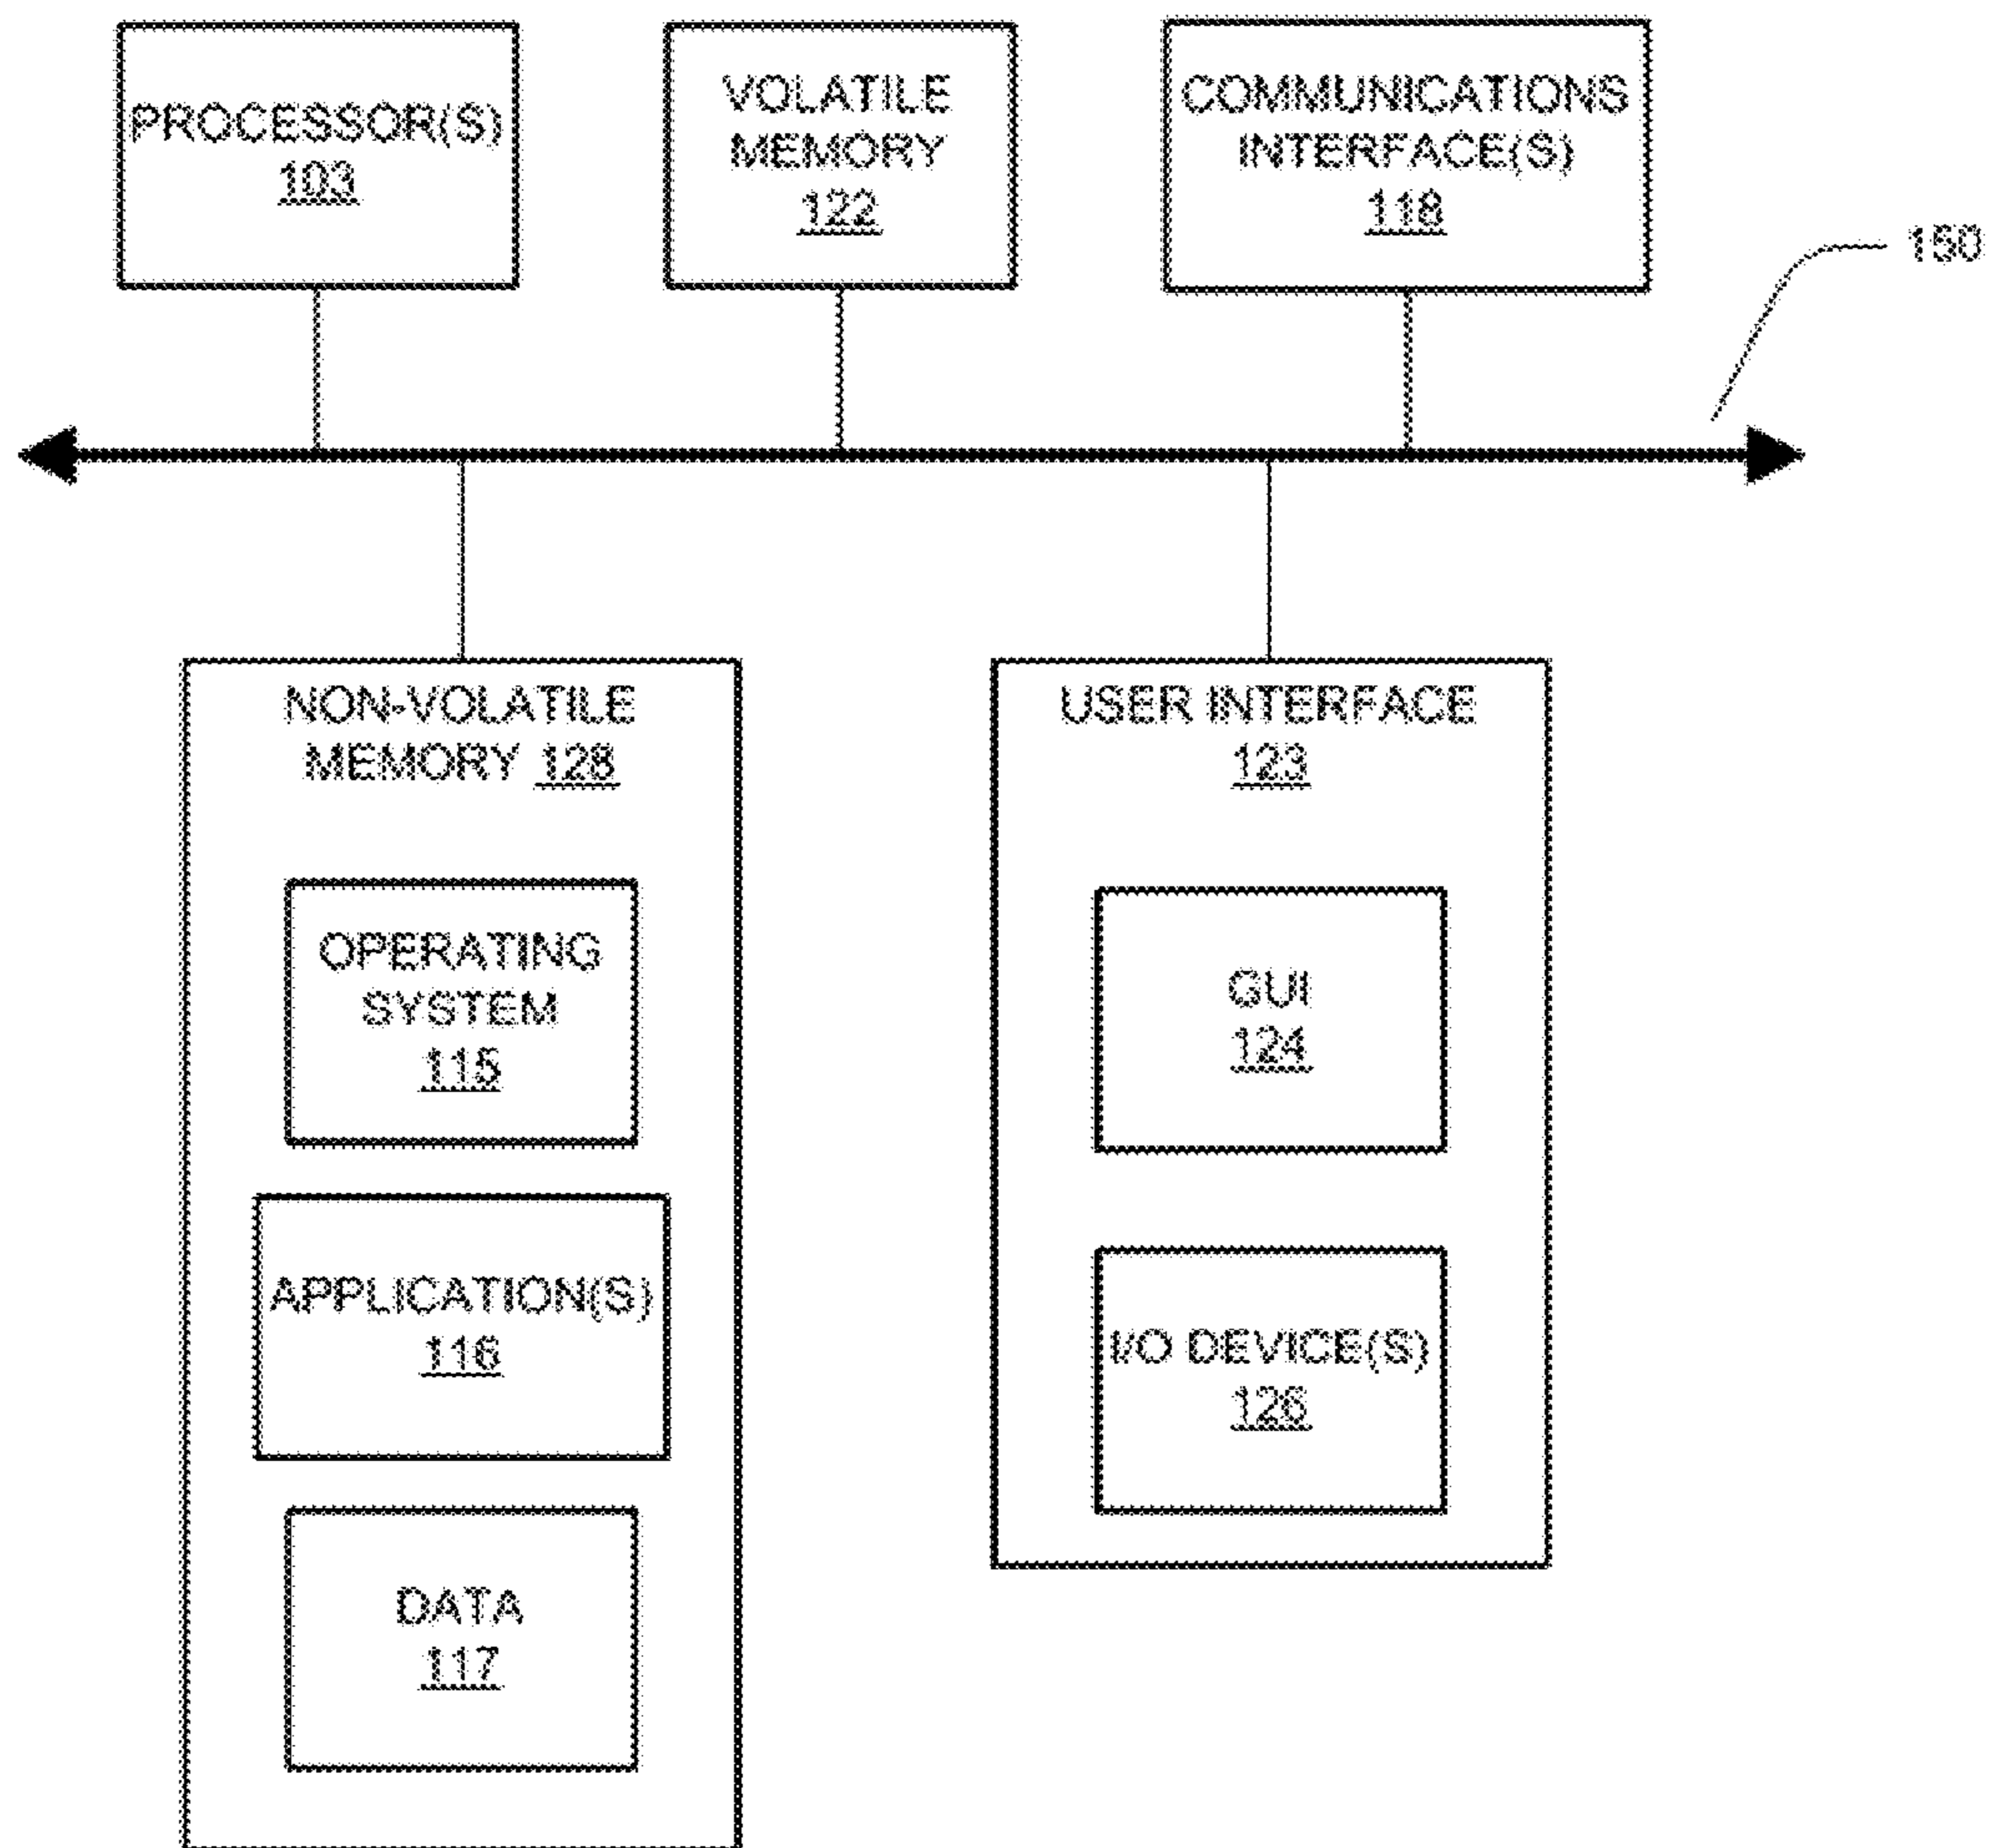 PROCESSOR(S)
103
VOLATILE
MEMORY
122
COMMUNICATIONS
INTERFACE(S)
118
150
NON-VOLATILE
MEMORY 128
OPERATING
SYSTEM
115
APPLICATION(S)
116
DATA
117
USER INTERFACE
123
GUI
124
I/O DEVICE(S)
126